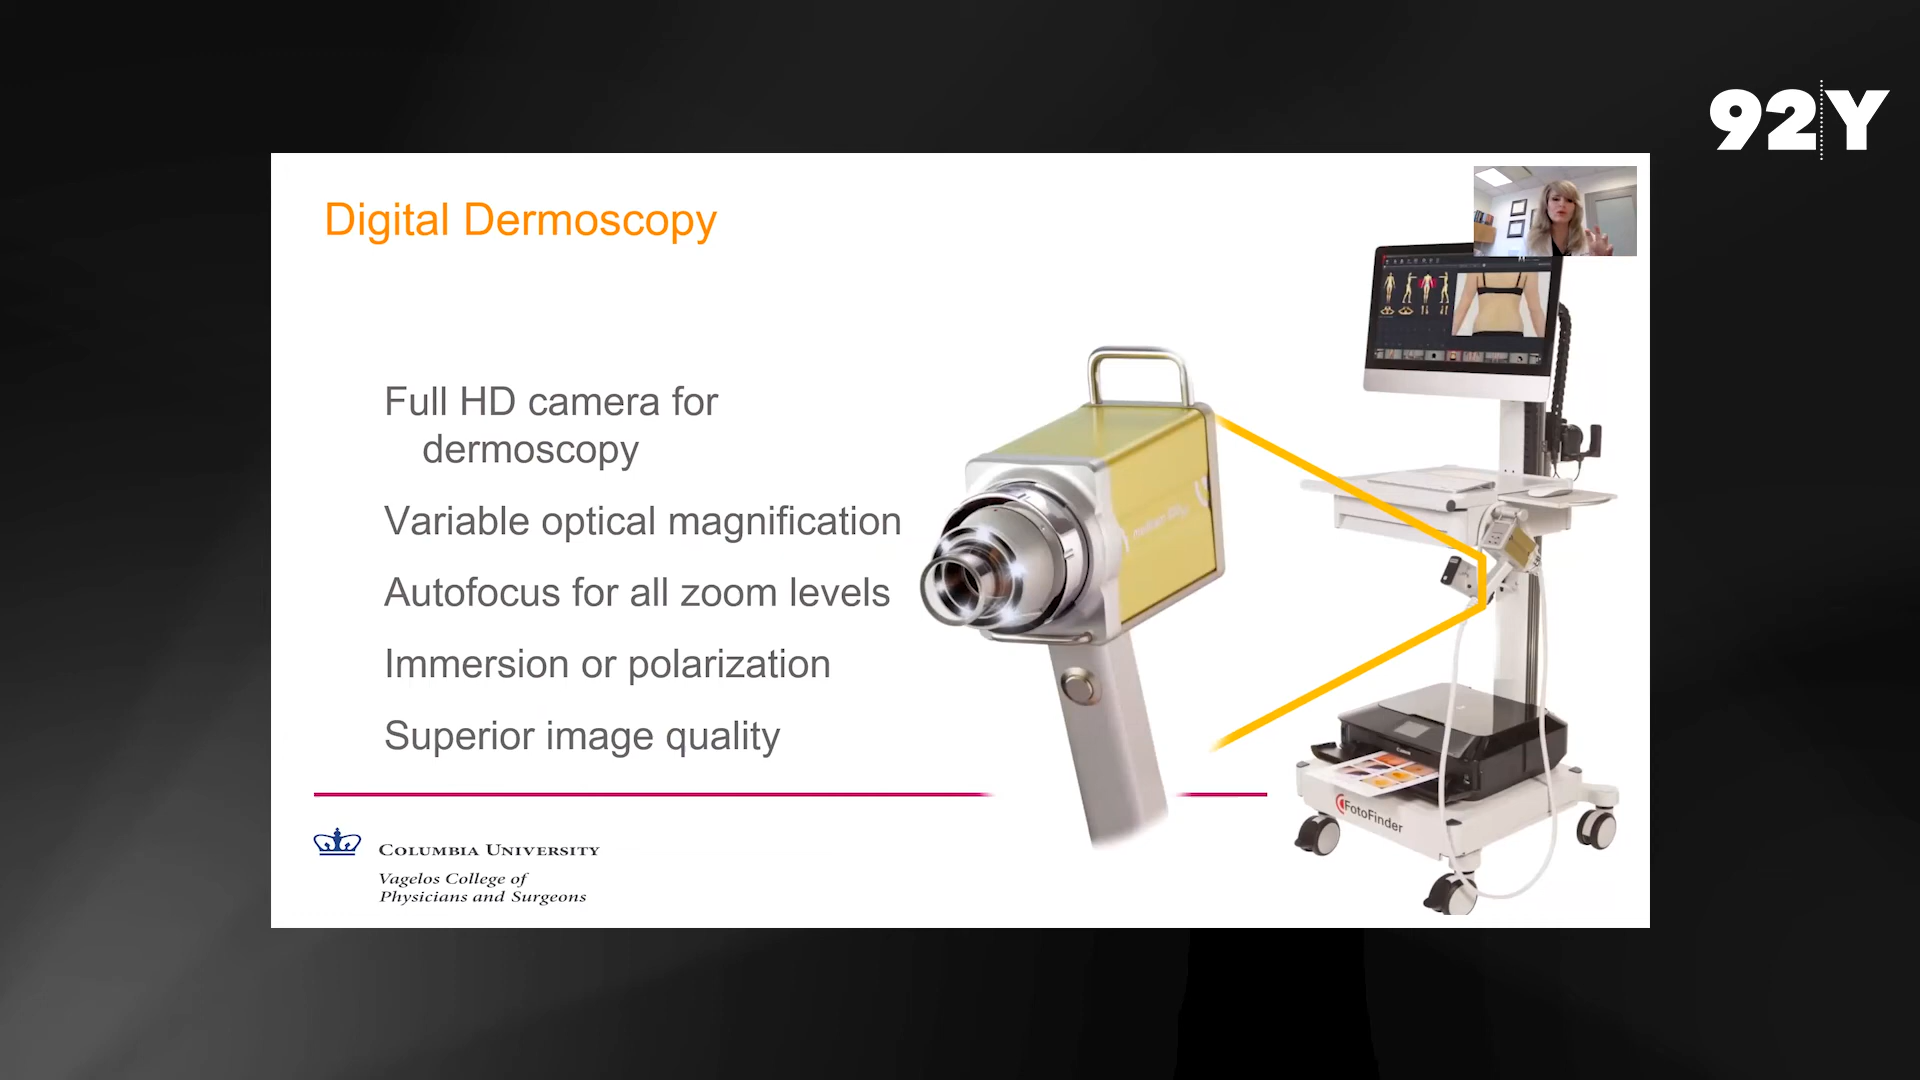 92Y
Digital Dermoscopy
Full HD camera for
dermoscopy
Variable optical magnification
Autofocus for all zoom levels
Immersion or polarization
Superior image quality
FotoFinder
COLUMBIA UNIVERSITY
Vagelos College of
Physicians and Surgeons